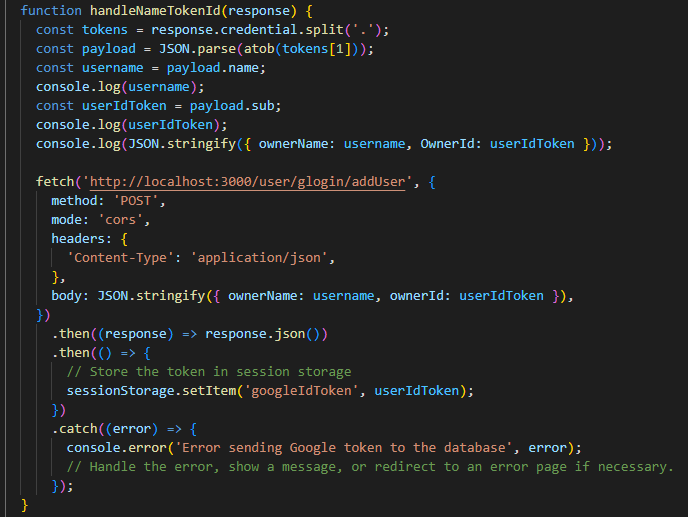 function handleNameTokenId(response) {
const tokens = response.credential.split('.');
const payload = JSON.parse(atob(tokens[1]));
const username = payload.name;
console.log(username);
const userIdToken = payload.sub;
console.log(userIdToken);
console.log(JSON.stringify({ ownerName: username, OwnerId: userIdToken }));
fetch('http://localhost:3000/user/glogin/addUser', {
method: 'POST',
mode: 'cors',
headers: {
'Content-Type': 'application/json',
},
body: JSON.stringify({ ownerName: username, ownerId: userIdToken }),
})
.then((response) => response.json())
.then(() => {
// Store the token in session storage
sessionStorage.setItem('googleIdToken', userIdToken);
})
.catch((error) => {
console.error('Error sending Google token to the database', error);
// Handle the error, show a message, or redirect to an error page if necessary.
});
}